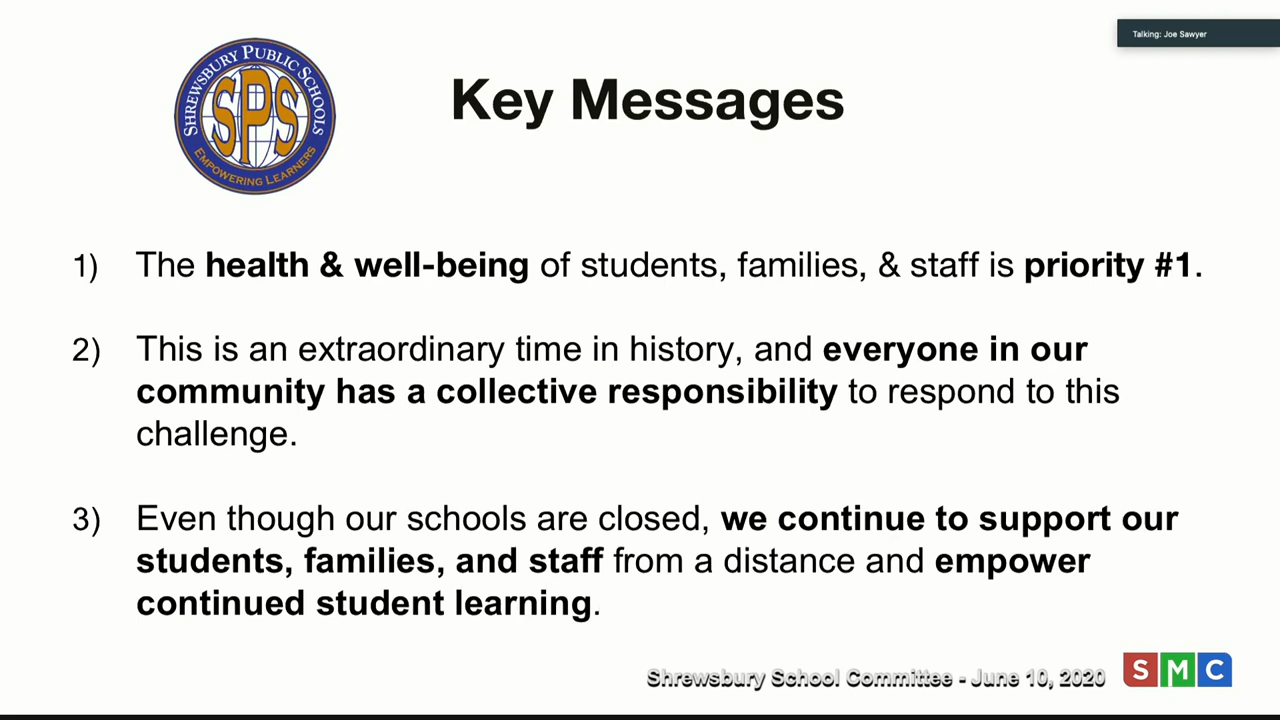 Talking: Joe Sawyer
SHREWSBURY PUBLIC SCHOOLS
SPS
EMPOWERING LEARNERS
Key Messages
1) The health & well-being of students, families, & staff is priority #1.
2) This is an extraordinary time in history, and everyone in our
community has a collective responsibility to respond to this
challenge.
3) Even though our schools are closed, we continue to support our
students, families, and staff from a distance and empower
continued student learning.
Shrewsbury School Committee - June 10, 2020
SMC